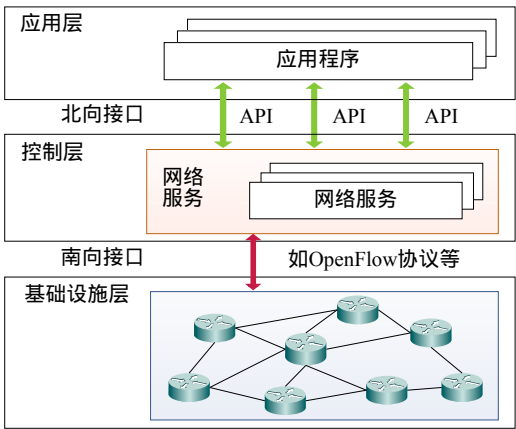 应用层
应用程序
北向接口
API
API
API
控制层
网络
服务
网络服务
南向接口
如OpenFlow协议等
基础设施层